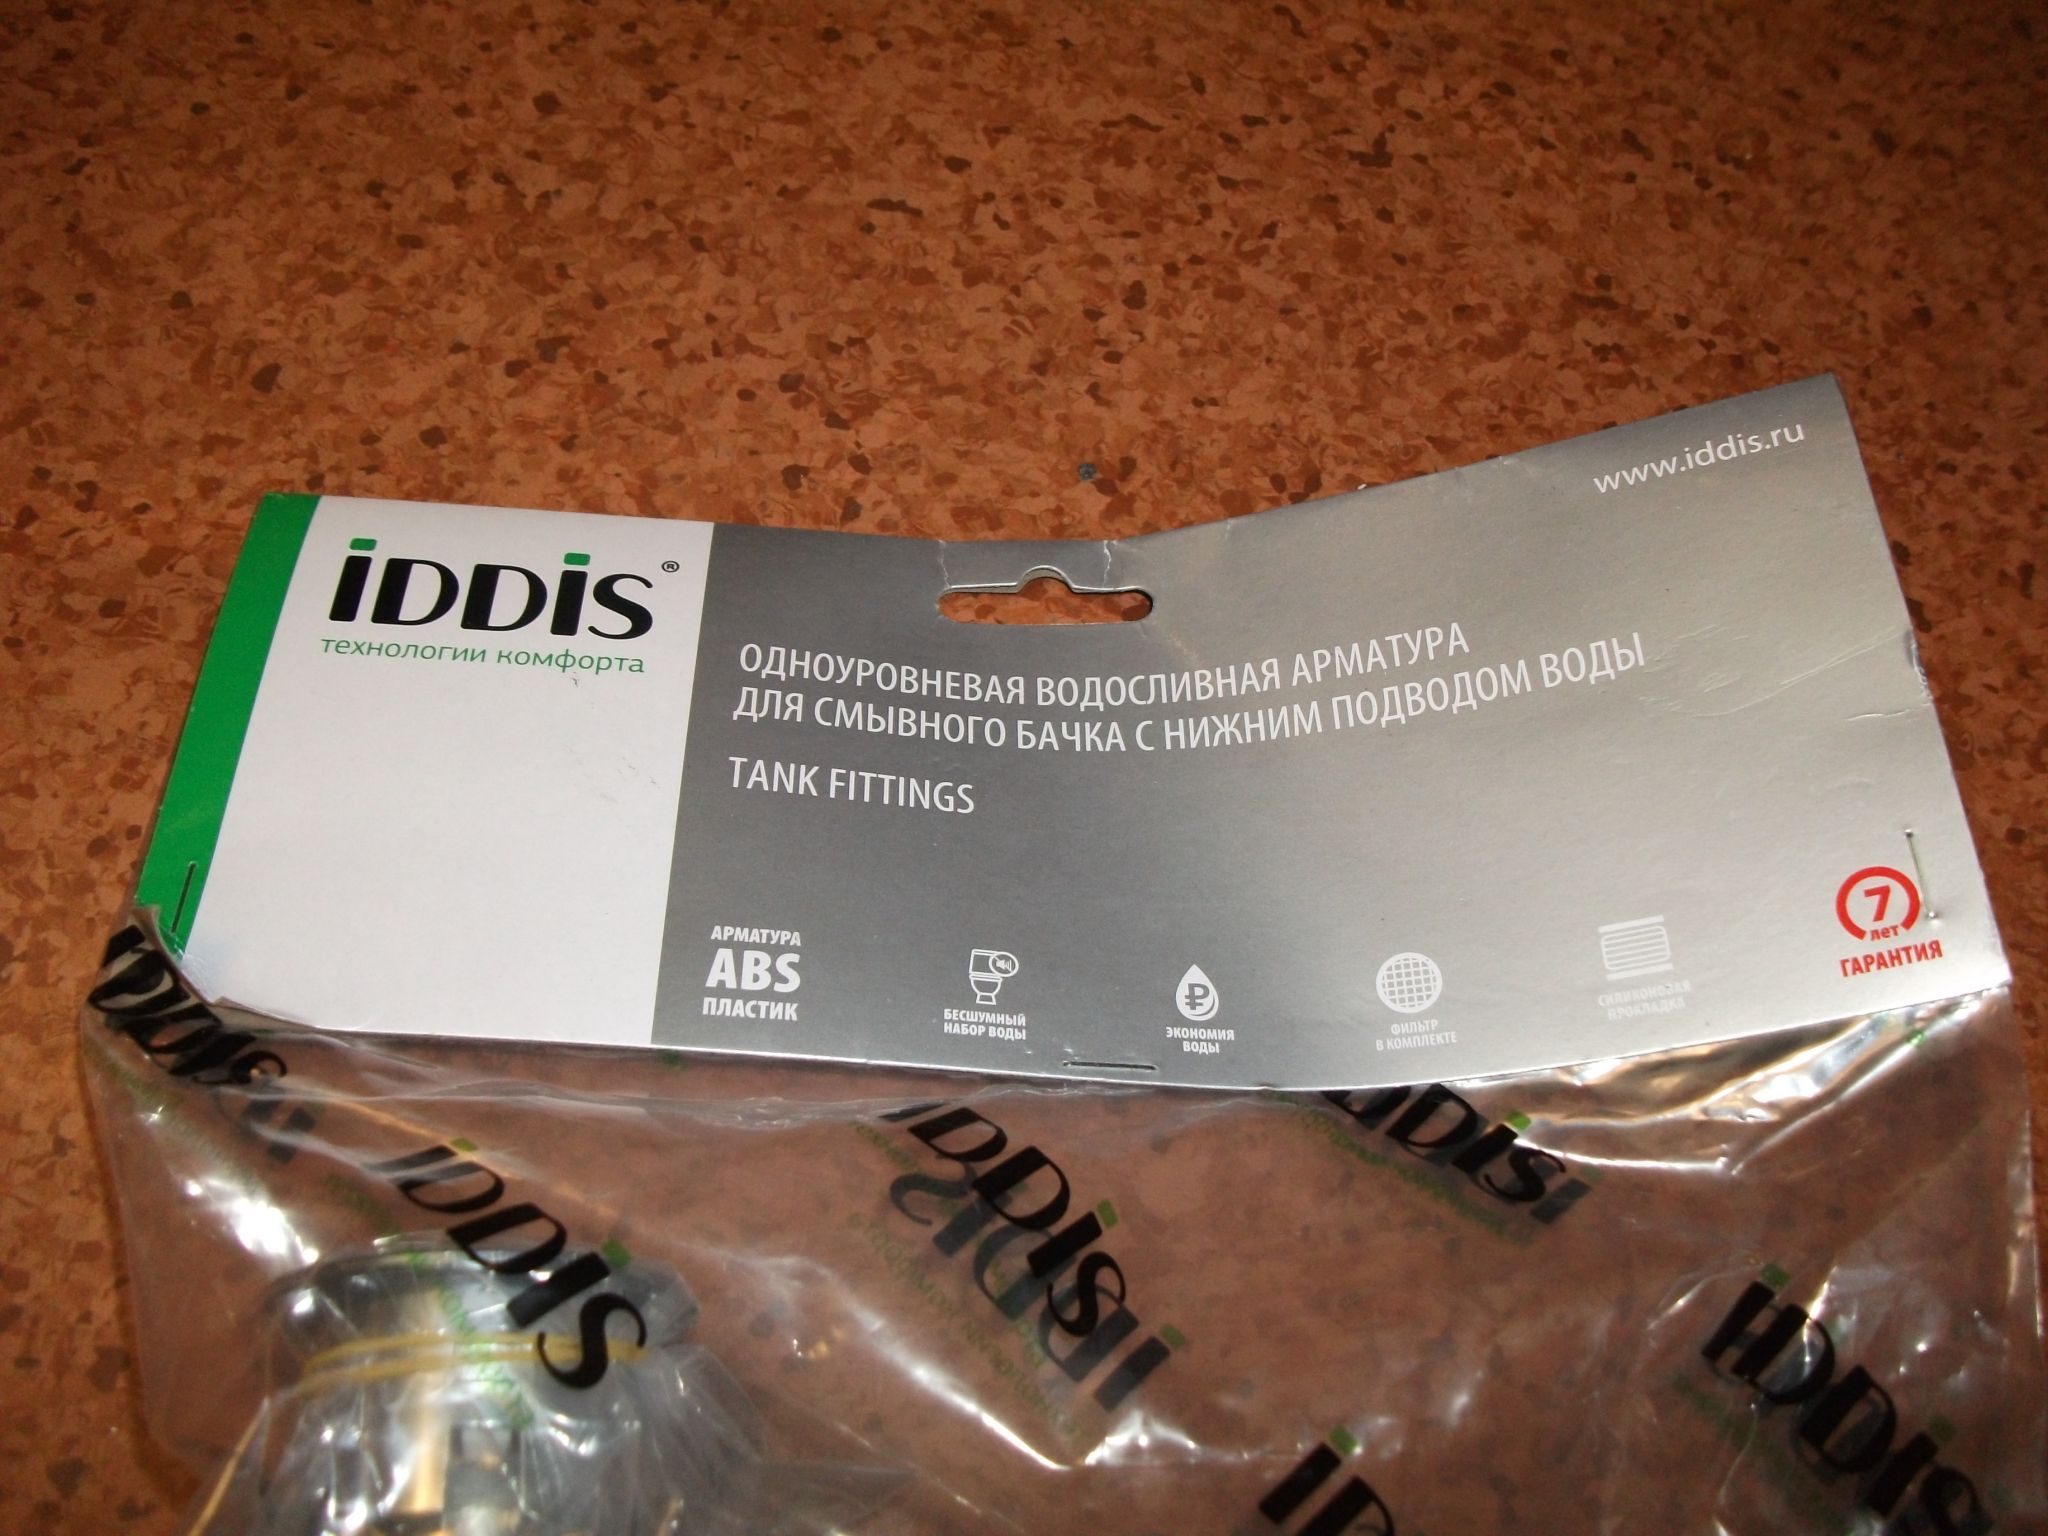 www.iddis.ru
iDDiS®
технологии комфорта
ОДНОУРОВНЕВАЯ ВОДОСЛИВНАЯ АРМАТУРА
ДЛЯ СМЫВНОГО БАЧКА С НИЖНИМ ПОДВОДОМ ВОДЫ
TANK FITTINGS
АРМАТУРА
ABS
ПЛАСТИК
БЕСШУМНЫЙ
НАБОР ВОДЫ
ЭКОНОМИЯ
ВОДЫ
ФИЛЬТР
В КОМПЛЕКТЕ
СИЛИКОНОВАЯ
ПРОКЛАДКА
7
лет
ГАРАНТИЯ
iDDiS
iDDiS
iDDiS
iDDiS
iDDiS